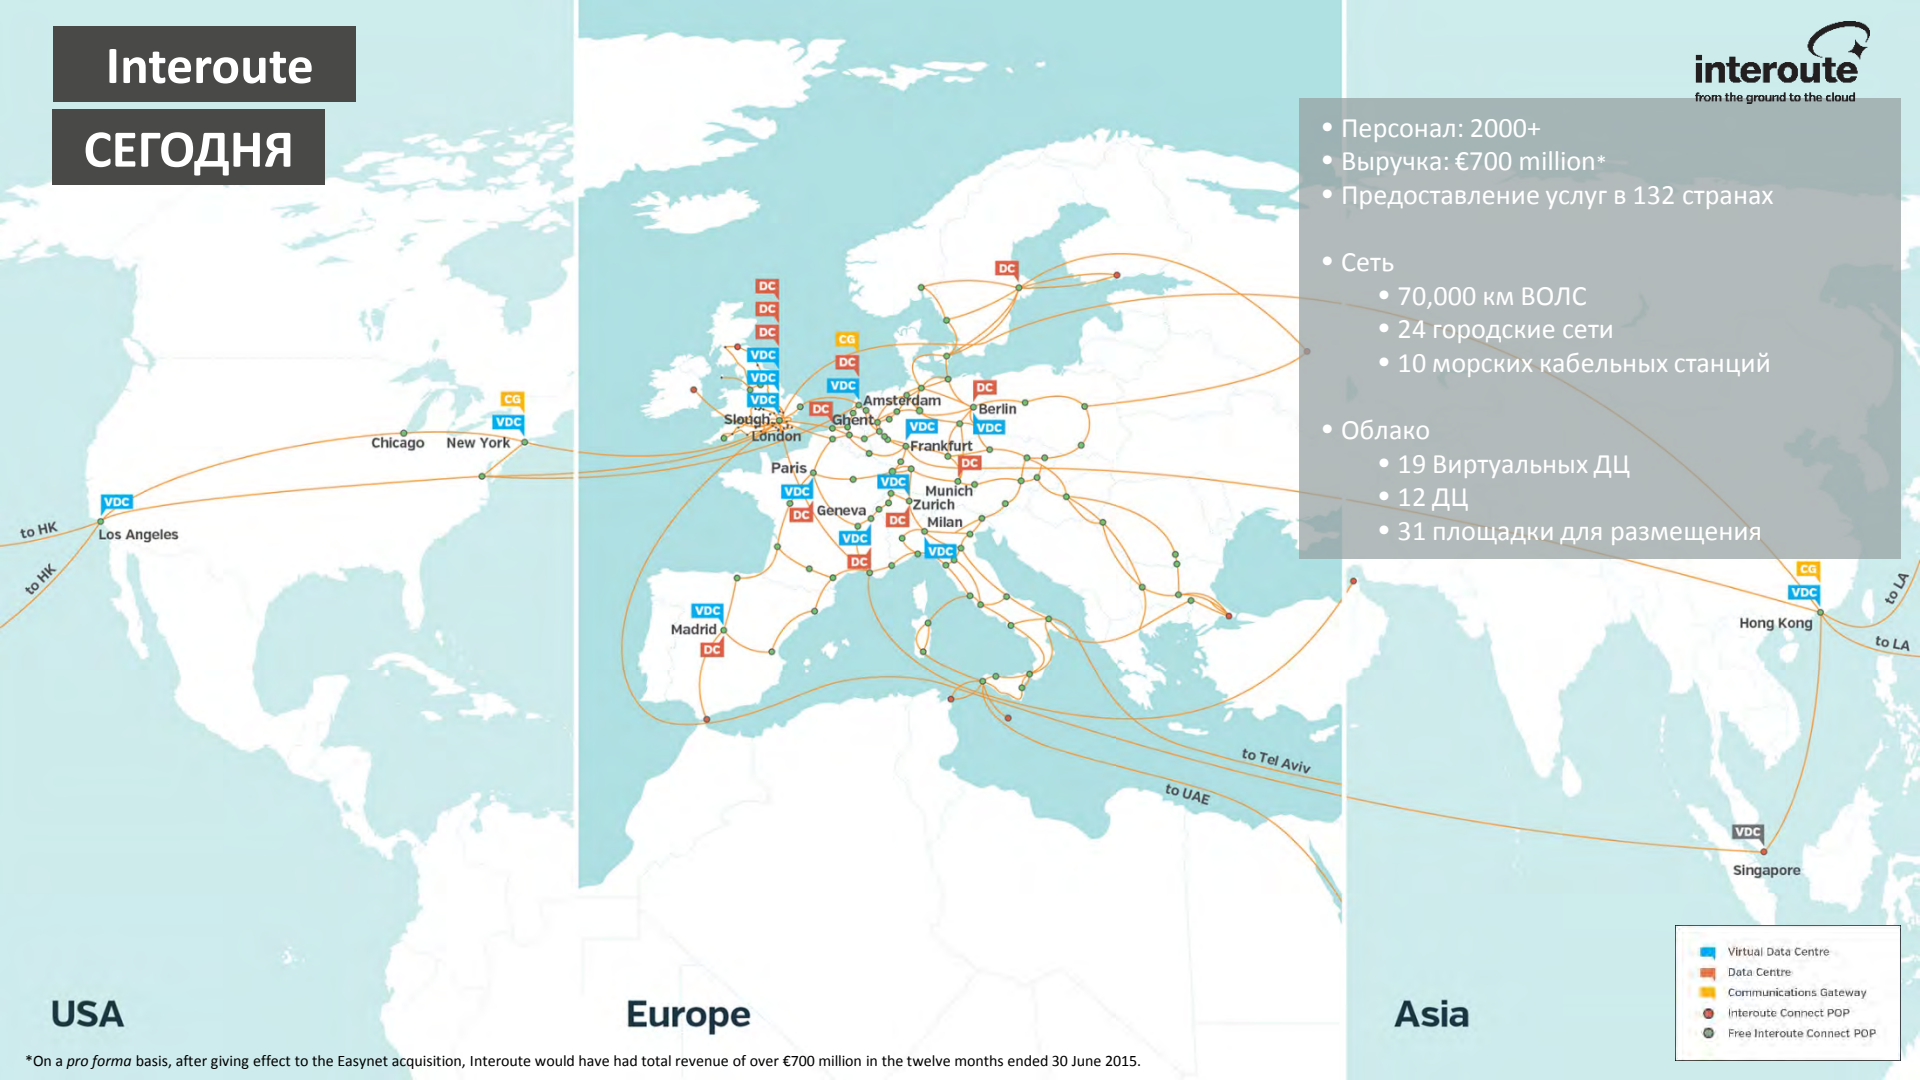 Interoute
СЕГОДНЯ
interoute
from the ground to the cloud
• Персонал: 2000+
• Выручка: €700 million*
• Предоставление услуг в 132 странах
• Сеть
• 70,000 км ВОЛС
• 24 городские сети
• 10 морских кабельных станций
• Облако
• 19 Виртуальных ДЦ
• 12 ДЦ
• 31 площадки для размещения
DC
DC
DC
DC
VDC
VDC
VDC
CG
DC
VDC
DC
Amsterdam
DC
Berlin
VDC
Slough
London
Ghent
VDC
Frankfurt
DC
CG
VDC
Chicago
New York
Paris
VDC
DC
VDC
Munich
Geneva
Zurich
DC
Milan
VDC
DC
VDC
VDC
Los Angeles
to HK
to HK
VDC
Madrid
DC
CG
VDC
Hong Kong
to LA
to LA
to Tel Aviv
to UAE
VDC
Singapore
Virtual Data Centre
Data Centre
Communications Gateway
Interoute Connect POP
Free Interoute Connect POP
USA
Europe
Asia
*On a pro forma basis, after giving effect to the Easynet acquisition, Interoute would have had total revenue of over €700 million in the twelve months ended 30 June 2015.